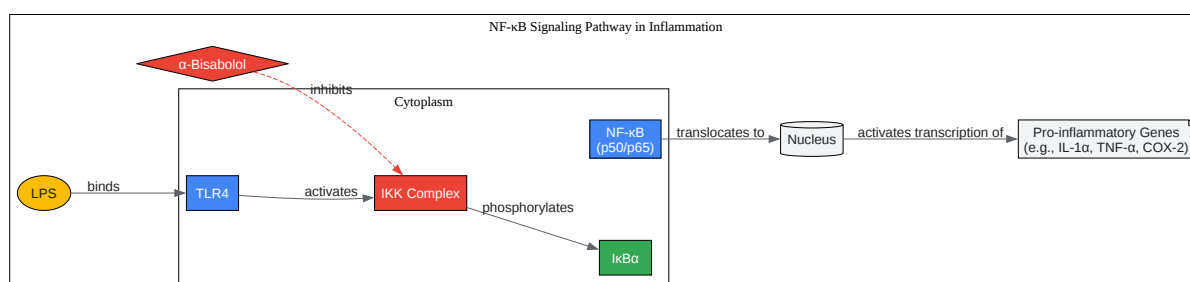 NF-κB Signaling Pathway in Inflammation
α-Bisabolol
inhibits
Cytoplasm
NF-κB
(p50/p65)
translocates to
Nucleus
activates transcription of
Pro-inflammatory Genes
(e.g., IL-1α, TNF-α, COX-2)
LPS
binds
TLR4
activates
IKK Complex
phosphorylates
IκBα